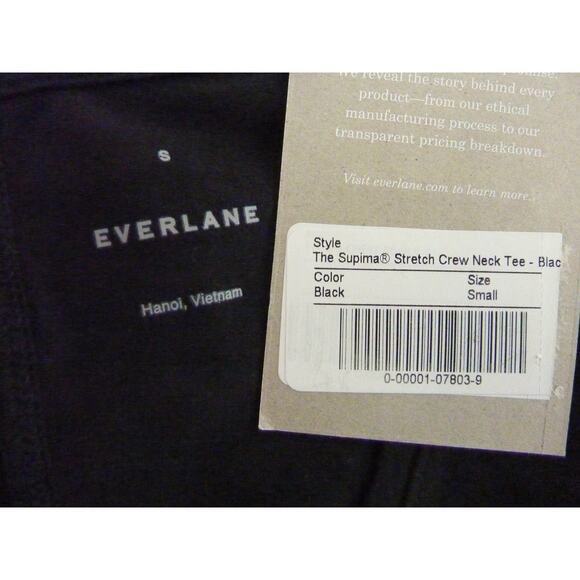 S
EVERLANE
Hanoi, Vietnam
We reveal the story behind every
product—from our ethical
manufacturing process to our
transparent pricing breakdown.
Visit everlane.com to learn more.
Style
The Supima® Stretch Crew Neck Tee - Blac
Color Size
Black Small
0-00001-07803-9